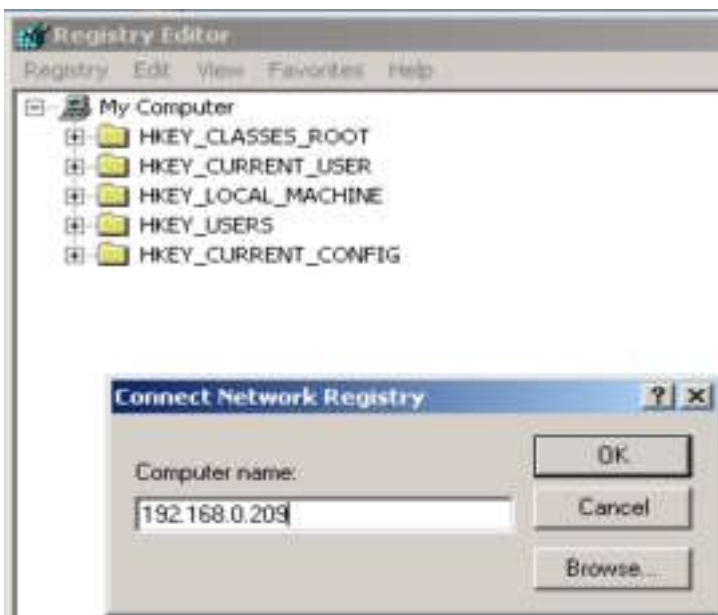 Registry Editor
Registry Edit View Favorites Help
My Computer
HKEY_CLASSES_ROOT
HKEY_CURRENT_USER
HKEY_LOCAL_MACHINE
HKEY_USERS
HKEY_CURRENT_CONFIG
Connect Network Registry
Computer name:
192.168.0.209
OK
Cancel
Browse...